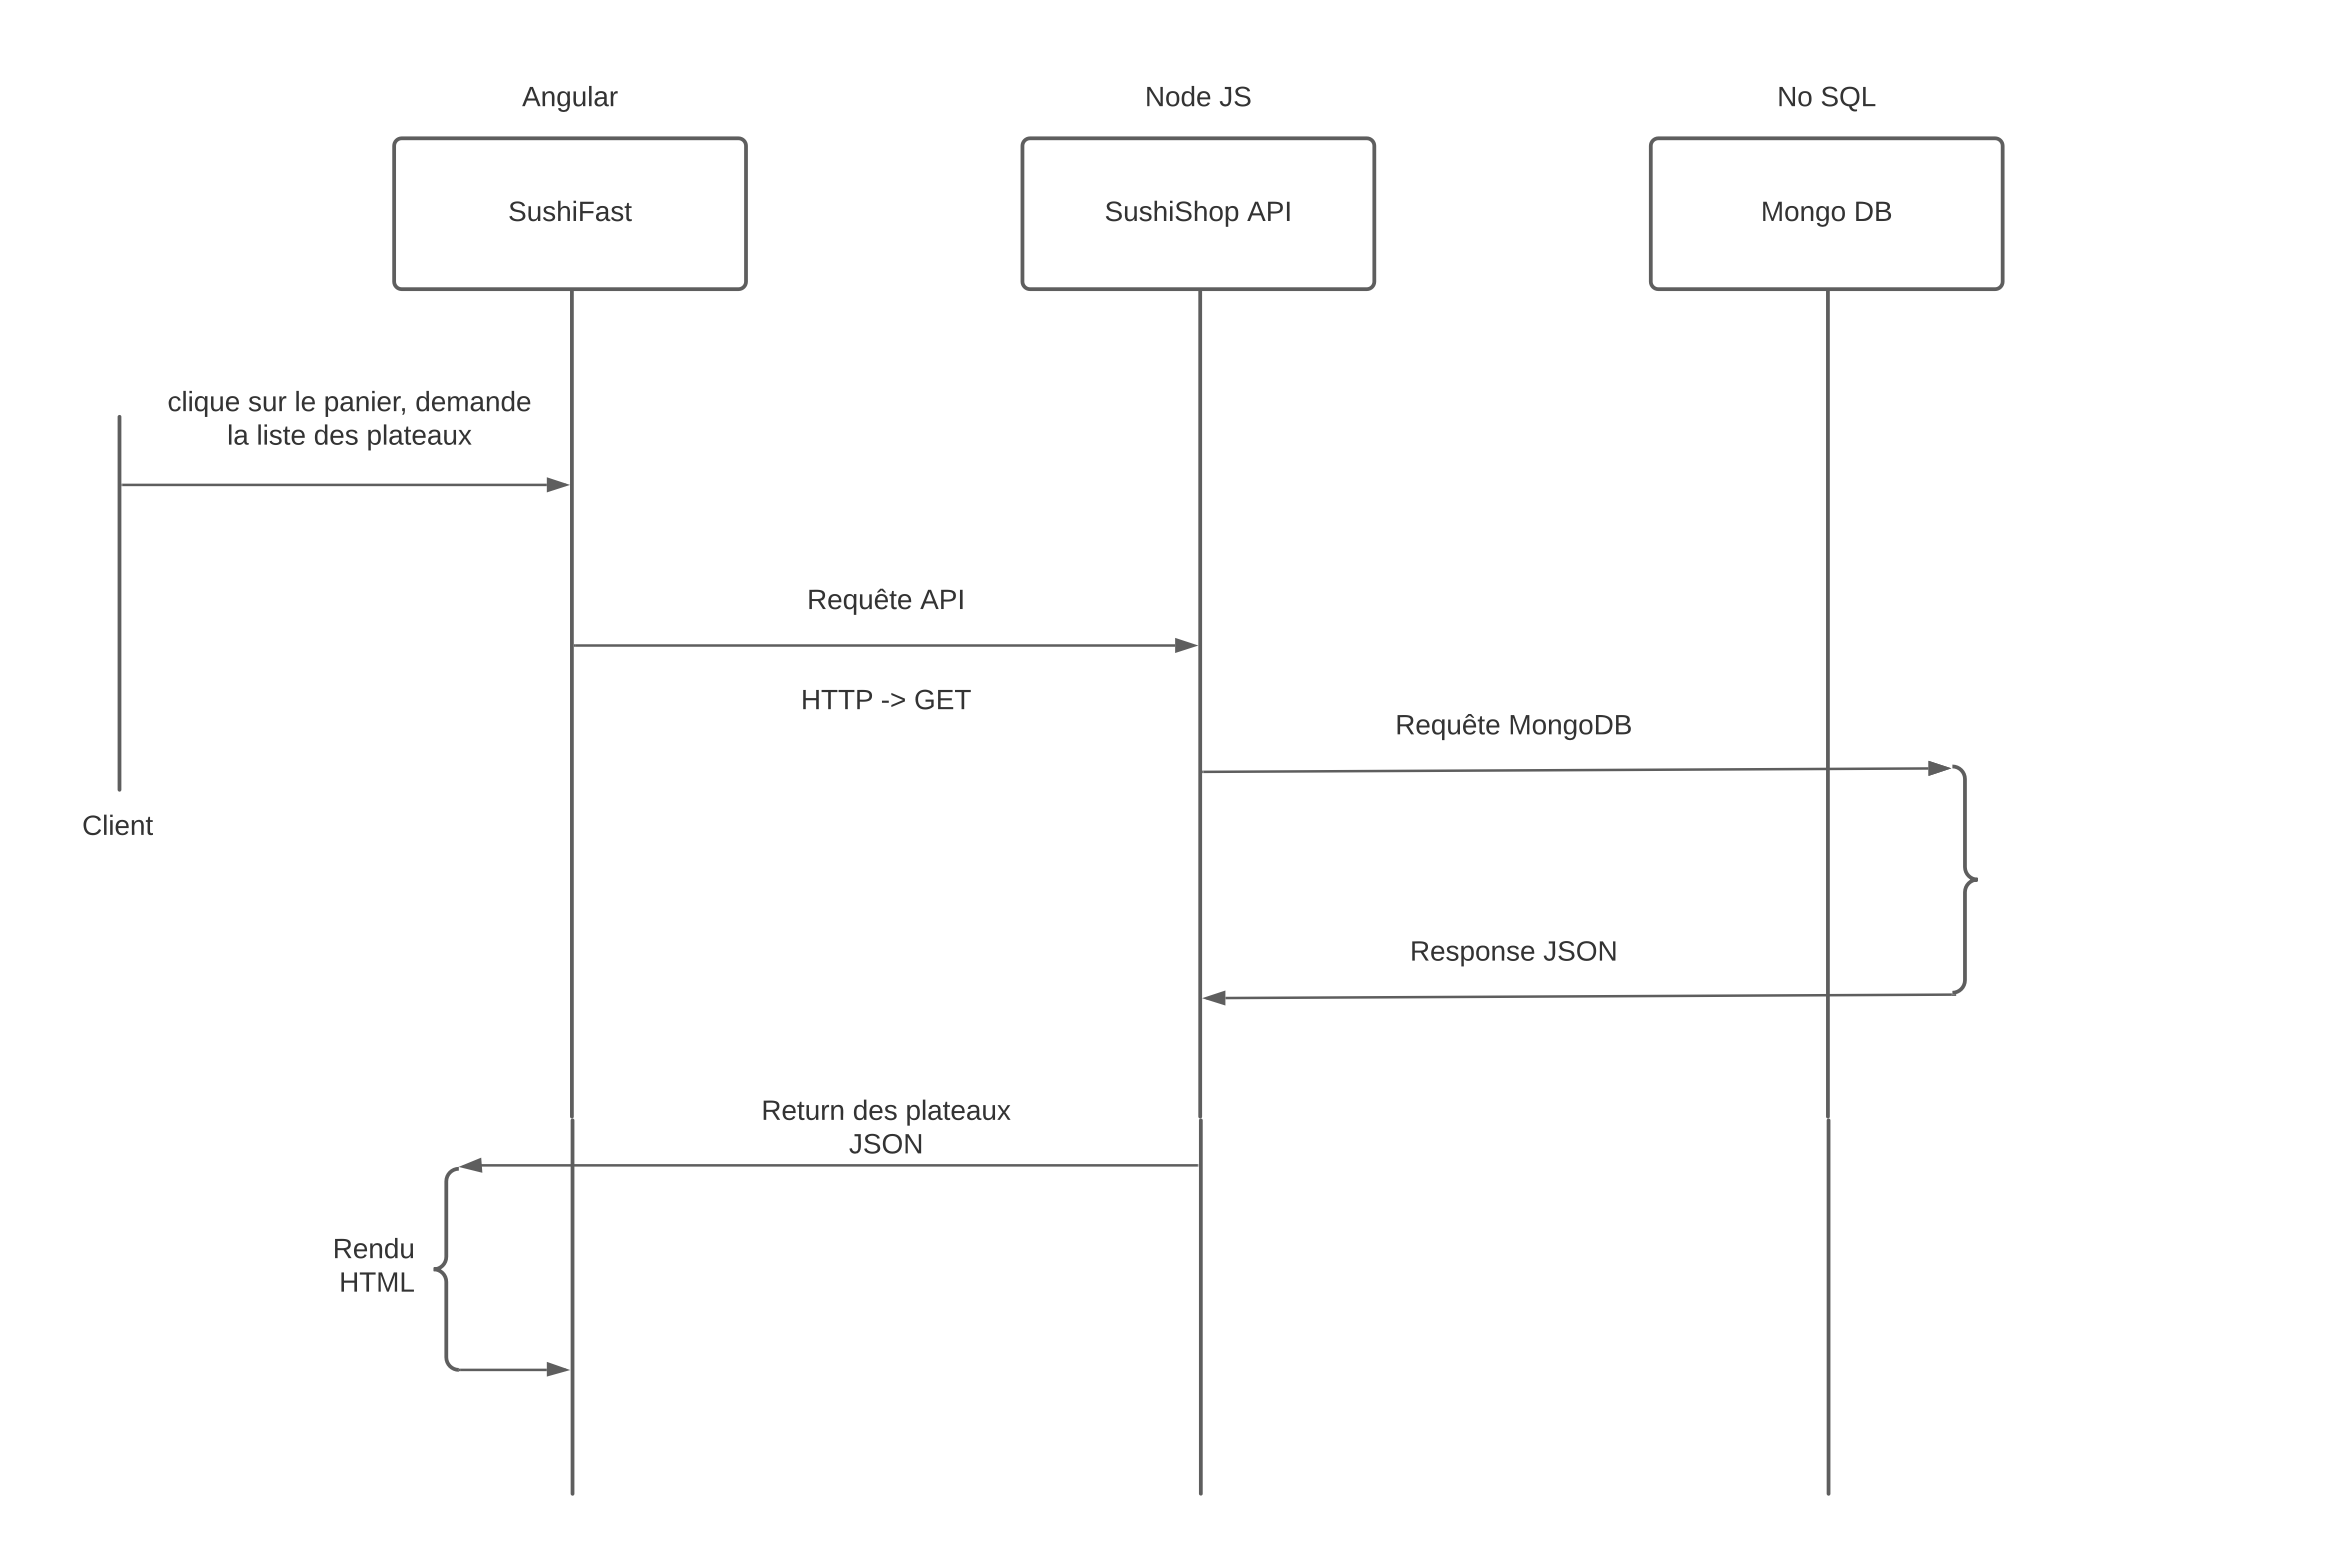 Angular
Node JS
No SQL
SushiFast
SushiShop API
Mongo DB
clique sur le panier, demande
la liste des plateaux
Requête API
HTTP -> GET
Requête MongoDB
Client
Response JSON
Return des plateaux
JSON
Rendu
HTML